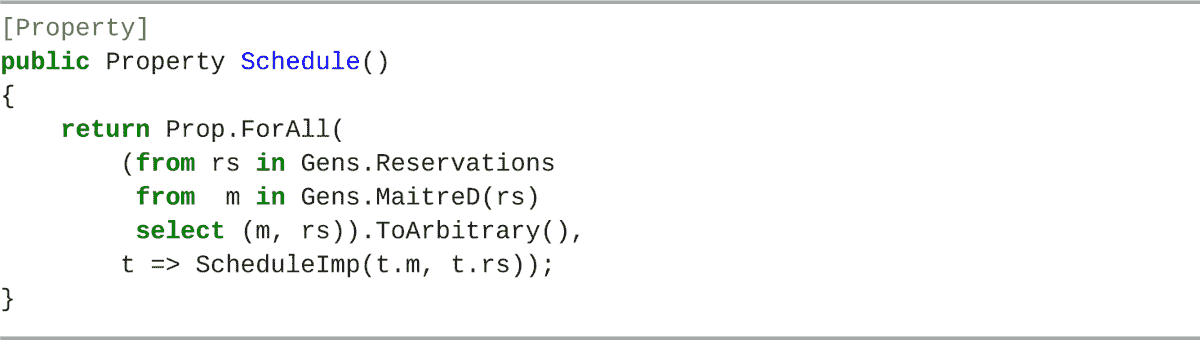 [Property]
public Property Schedule()
{
    return Prop.ForAll(
        (from rs in Gens.Reservations
         from  m in Gens.MaitreD(rs)
         select (m, rs)).ToArbitrary(),
        t => ScheduleImp(t.m, t.rs));
}